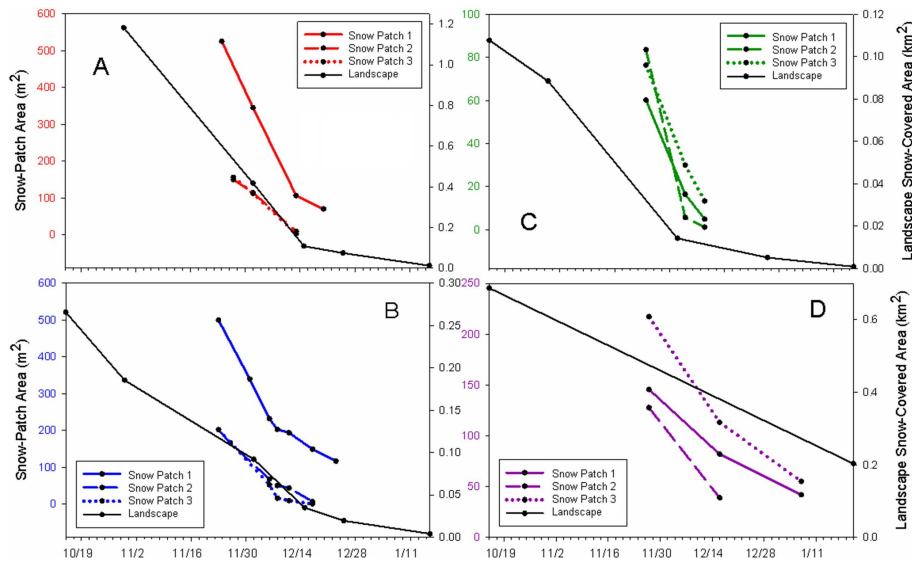 600
500
400
300
200
100
0
Snow-Patch Area (m2)
A
Snow Patch 1
Snow Patch 2
Snow Patch 3
Landscape
1.2
1.0
0.8
0.6
0.4
0.2
0.0
100
80
60
40
20
0
C
Snow Patch 1
Snow Patch 2
Snow Patch 3
Landscape
0.12
0.10
0.08
0.06
0.04
0.02
0.00
Landscape Snow-Covered Area (km2)
600
500
400
300
200
100
0
Snow-Patch Area (m2)
B
Snow Patch 1
Snow Patch 2
Snow Patch 3
Landscape
0.30
0.25
0.20
0.15
0.10
0.05
0.00
10/19 11/2 11/16 11/30 12/14 12/28 1/11
250
200
150
100
50
0
D
Snow Patch 1
Snow Patch 2
Snow Patch 3
Landscape
0.6
0.4
0.2
0.0
Landscape Snow-Covered Area (km2)
10/19 11/2 11/16 11/30 12/14 12/28 1/11